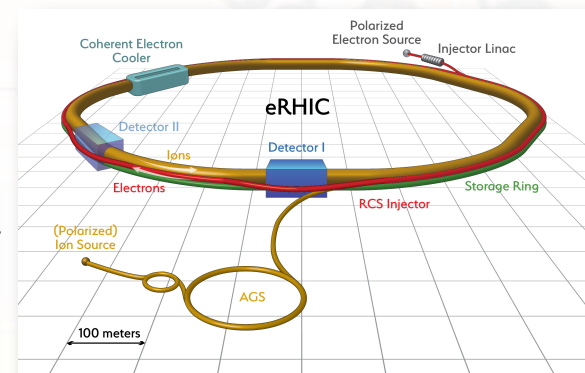 Polarized
Electron Source
Injector Linac
Coherent Electron
Cooler
eRHIC
Detector II
Ions
Detector I
Electrons
Storage Ring
RCS Injector
(Polarized)
Ion Source
AGS
100 meters